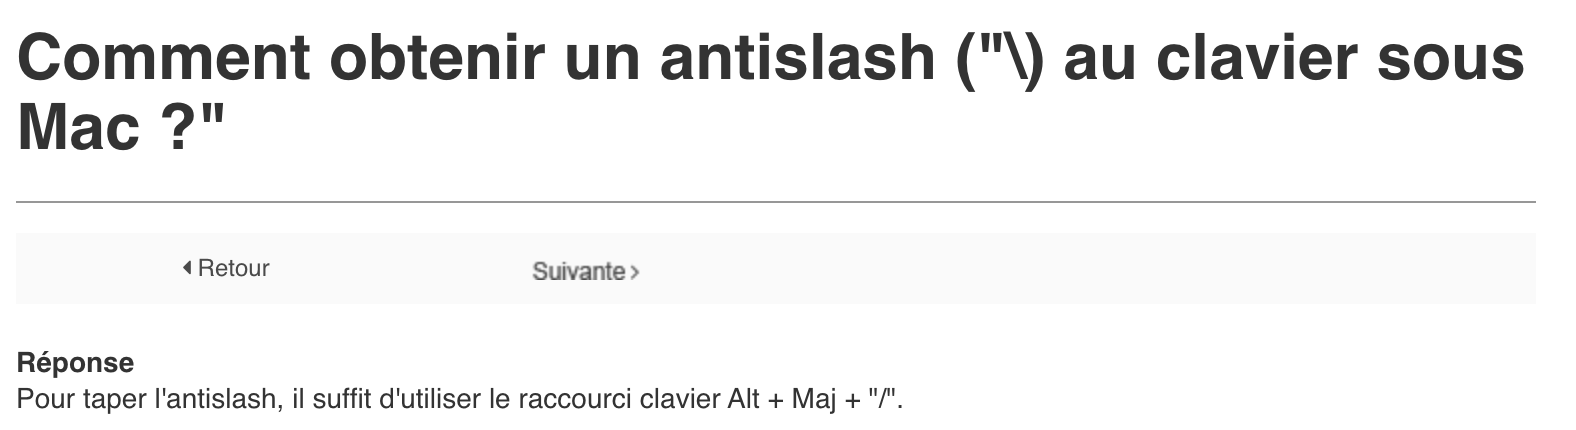 Comment obtenir un antislash ("\) au clavier sous
Mac ?"
Retour
Suivante >
Réponse
Pour taper l'antislash, il suffit d'utiliser le raccourci clavier Alt + Maj + "/".